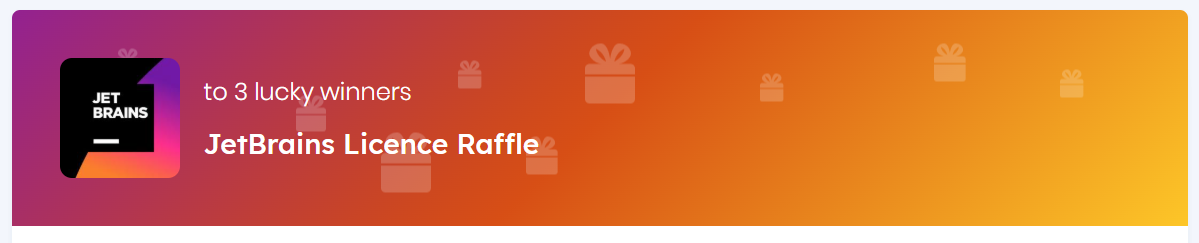 JET
BRAINS
to 3 lucky winners
JetBrains Licence Raffle